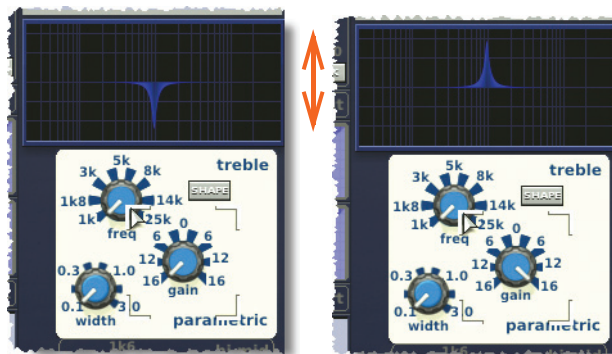 treble
5k
3k
8k
SHAPE
1k8
14k
1k
25k
freq
0
6
6
12
12
16
16
gain
0.3
1.0
0.1
3 0
width
parametric
1k6
treble
5k
3k
8k
SHAPE
1k8
14k
1k
25k
freq
0
6
6
12
12
16
16
gain
0.3
1.0
0.1
3 0
width
parametric
1k6